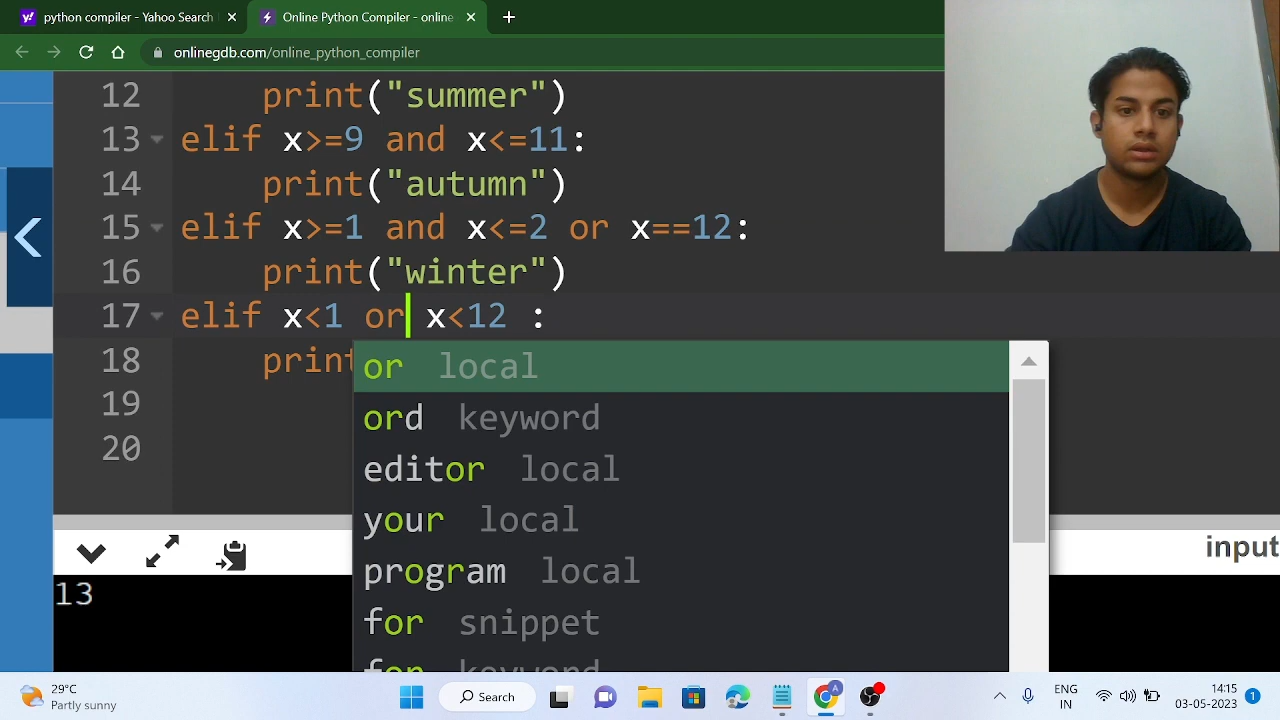 python compiler - Yahoo Search
Online Python Compiler - online
onlinegdb.com/online_python_compiler
12 print("summer")
13 elif x>=9 and x<=11:
14 print("autumn")
15 elif x>=1 and x<=2 or x==12:
16 print("winter")
17 elif x<1 or x<12 :
18 print
19
20
or local
ord keyword
editor local
your local
program local
for snippet
for keyword
input
13
29°C
Partly sunny
Search
A
ENG
IN
14:15
03-05-2023
1